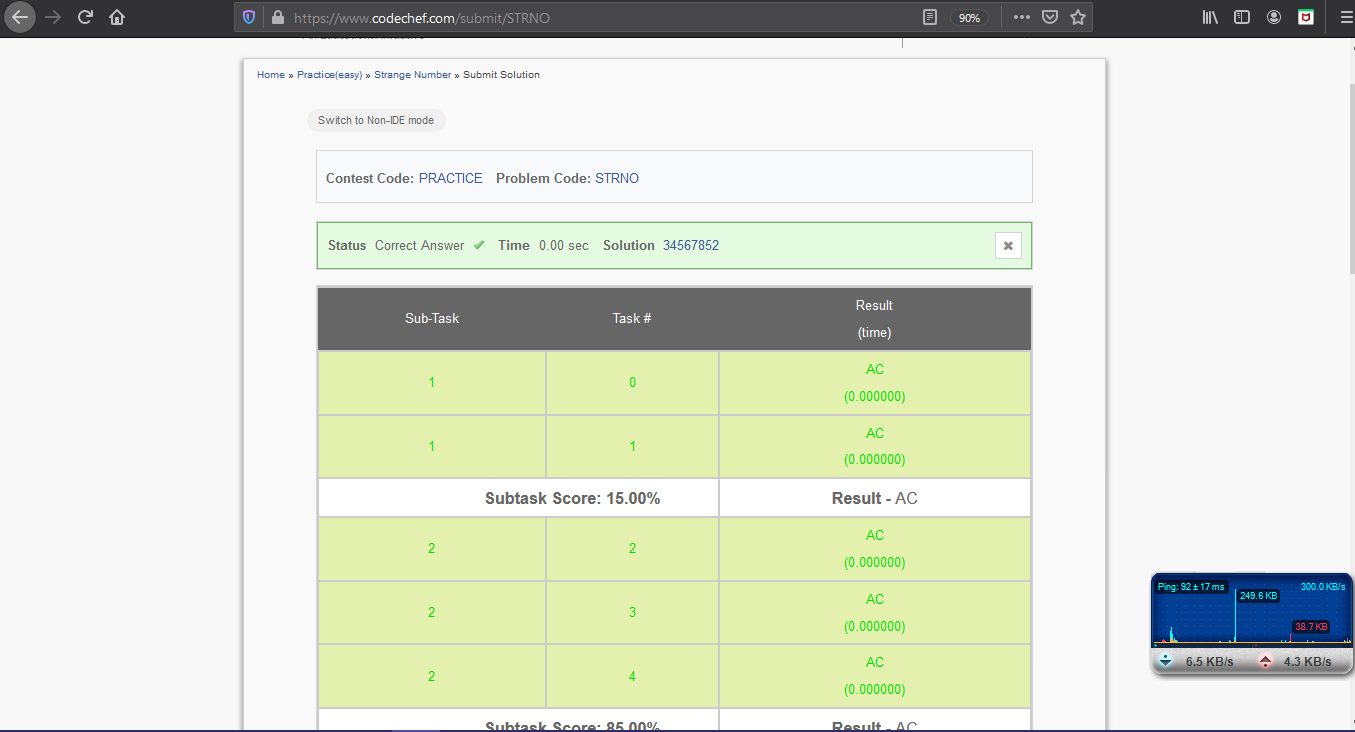 https://www.codechef.com/submit/STRNO
90%
Home » Practice(easy) » Strange Number » Submit Solution
Switch to Non-IDE mode
Contest Code: PRACTICE Problem Code: STRNO
Status Correct Answer ✔ Time 0.00 sec Solution 34567852
Sub-Task Task # Result
(time)
1 0 AC
(0.000000)
1 1 AC
(0.000000)
Subtask Score: 15.00% Result - AC
2 2 AC
(0.000000)
2 3 AC
(0.000000)
2 4 AC
(0.000000)
Subtask Score: 85.00% Result - AC
Ping: 92 ± 17 ms 300.0 KB/s
249.6 KB
38.7 KB
6.5 KB/s 4.3 KB/s